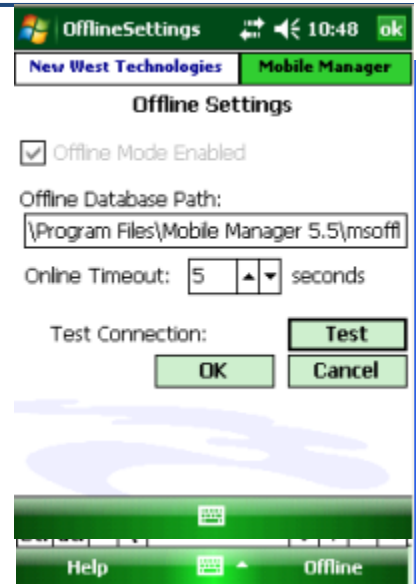 OfflineSettings 10:48 ok
New West Technologies Mobile Manager
Offline Settings
Offline Mode Enabled
Offline Database Path:
\Program Files\Mobile Manager 5.5\msoffl
Online Timeout: 5 seconds
Test Connection: Test
OK Cancel
Help Offline